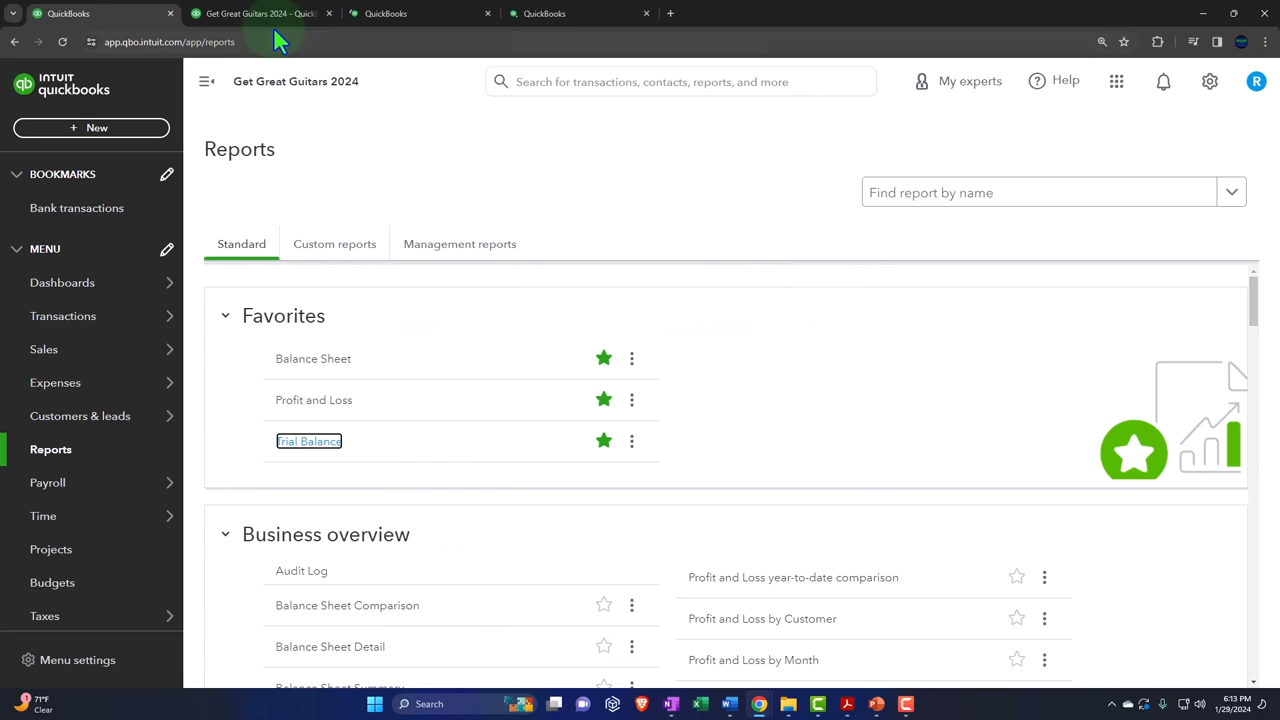 QuickBooks
Get Great Guitars 2024 - Quick
QuickBooks
QuickBooks
app.qbo.intuit.com/app/reports
INTUIT
quickbooks
Get Great Guitars 2024
Search for transactions, contacts, reports, and more
My experts
Help
R
+ New
BOOKMARKS
Bank transactions
MENU
Dashboards
Transactions
Sales
Expenses
Customers & leads
Reports
Payroll
Time
Projects
Budgets
Taxes
Menu settings
Reports
Find report by name
Standard
Custom reports
Management reports
Favorites
Balance Sheet
Profit and Loss
Trial Balance
Business overview
Audit Log
Balance Sheet Comparison
Balance Sheet Detail
Balance Sheet Summary
Profit and Loss year-to-date comparison
Profit and Loss by Customer
Profit and Loss by Month
71°F
Clear
Search
6:13 PM
1/29/2024